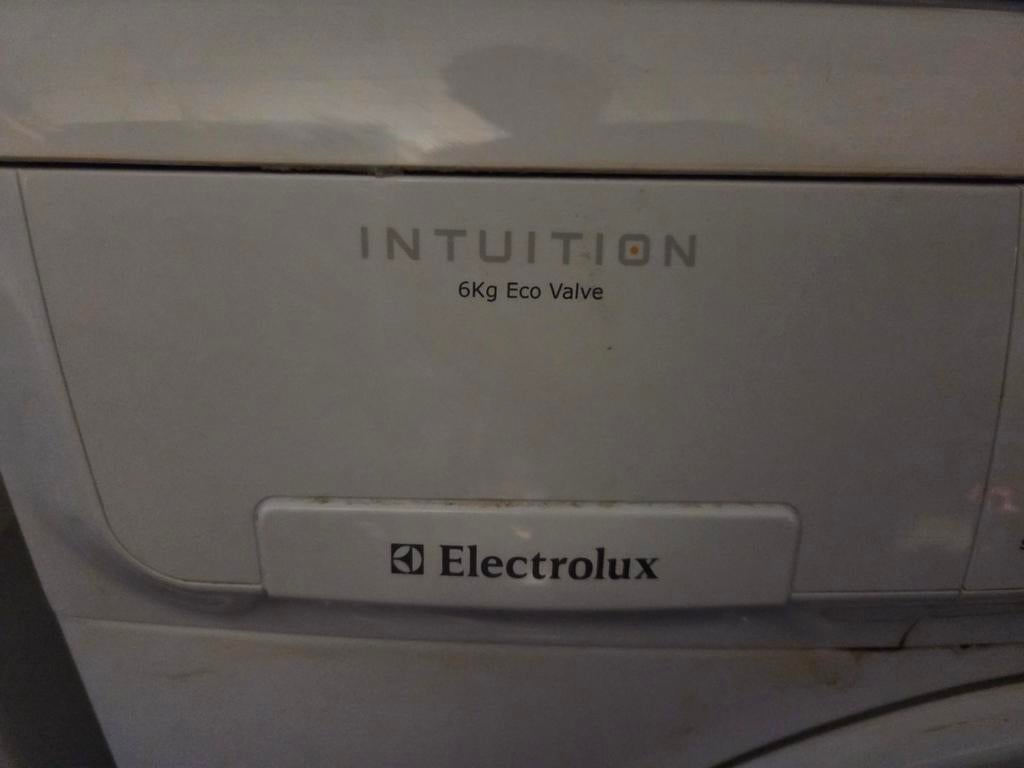 INTUITION
6Kg Eco Valve
Electrolux